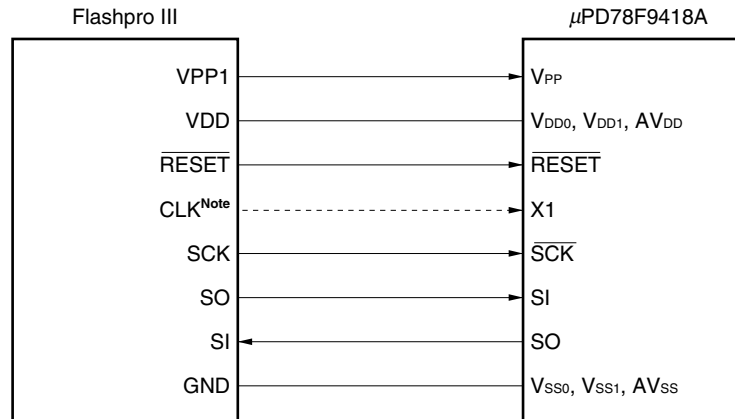 Flashpro III μPD78F9418A
VPP1 VPP
VDD VDD0, VDD1, AVDD
RESET RESET
CLKNote X1
SCK SCK
SO SI
SI SO
GND VSS0, VSS1, AVSS